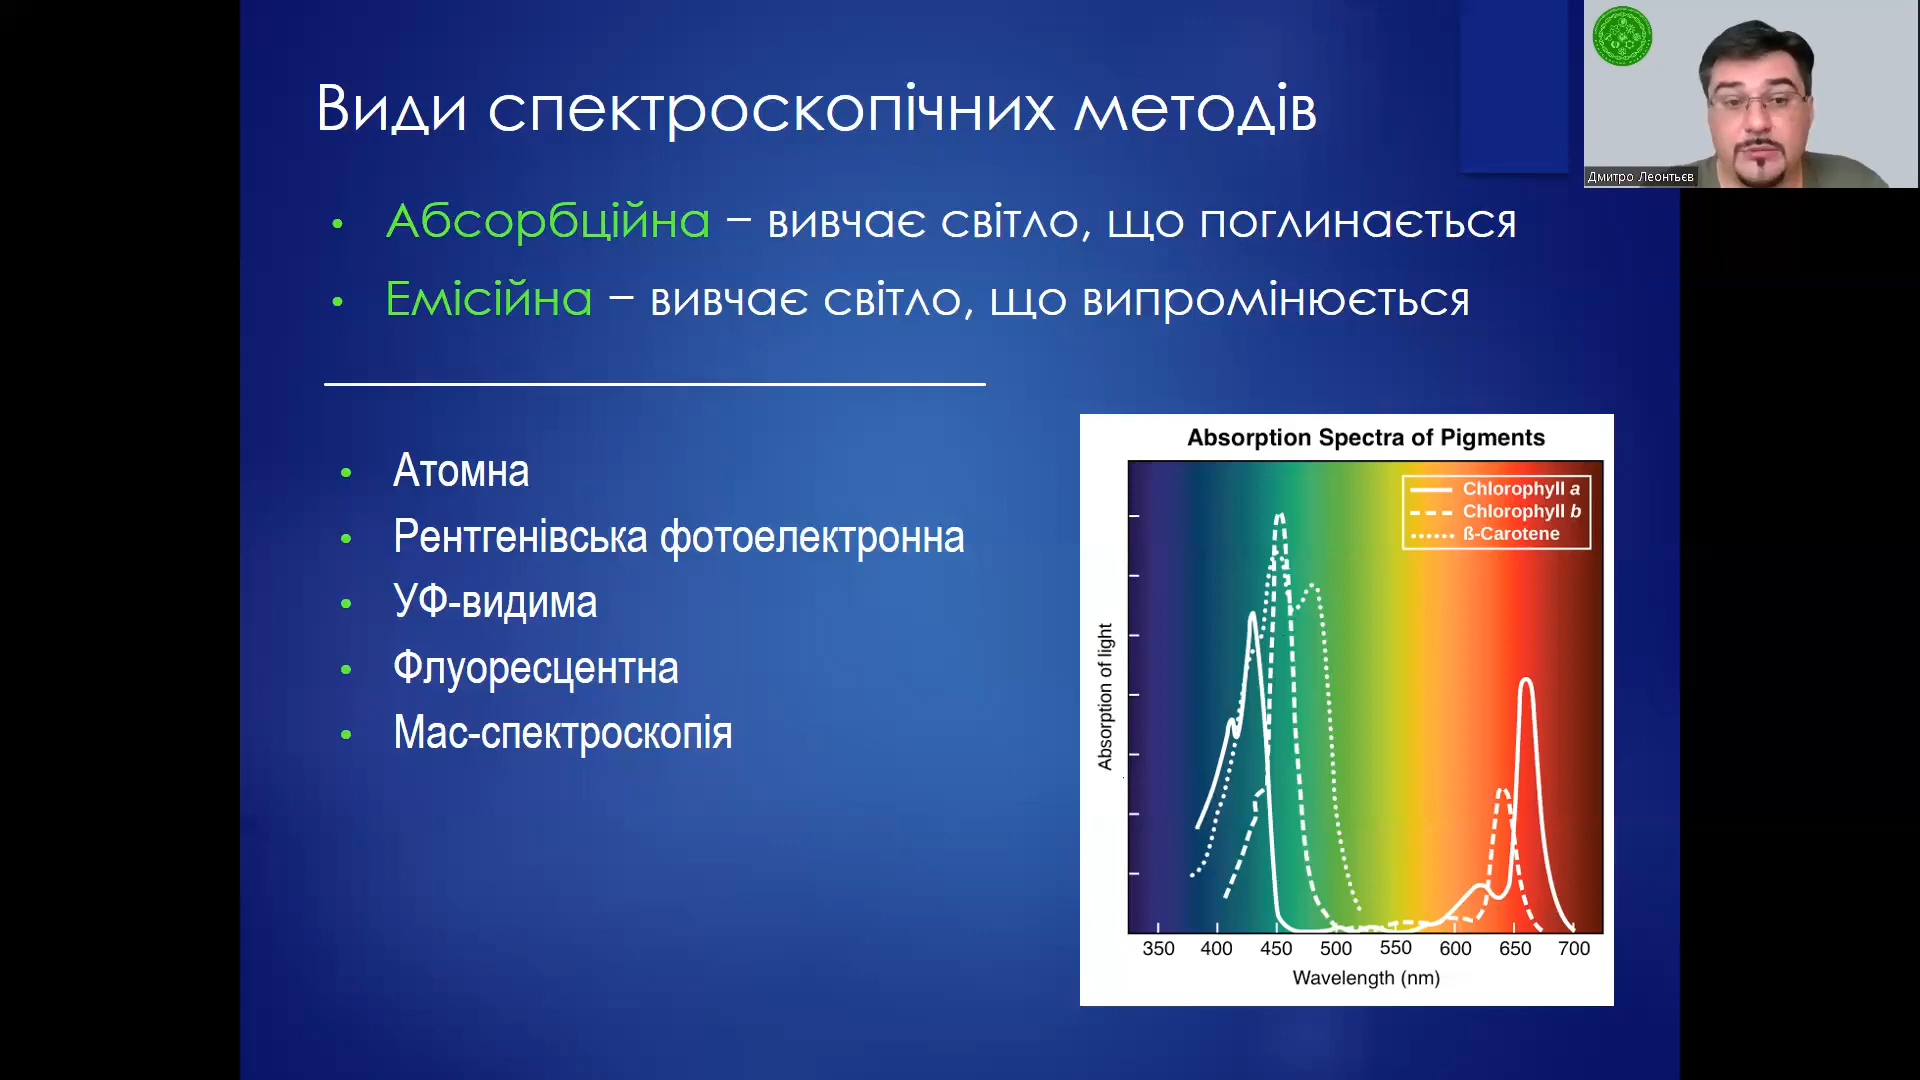 Види спектроскопічних методів
Дмитро Леонтьєв
• Абсорбційна – вивчає світло, що поглинається
• Емісійна – вивчає світло, що випромінюється
• Атомна
• Рентгенівська фотоелектронна
• УФ-видима
• Флуоресцентна
• Мас-спектроскопія
Absorption Spectra of Pigments
Chlorophyll a
Chlorophyll b
ß-Carotene
Absorption of light
350 400 450 500 550 600 650 700
Wavelength (nm)